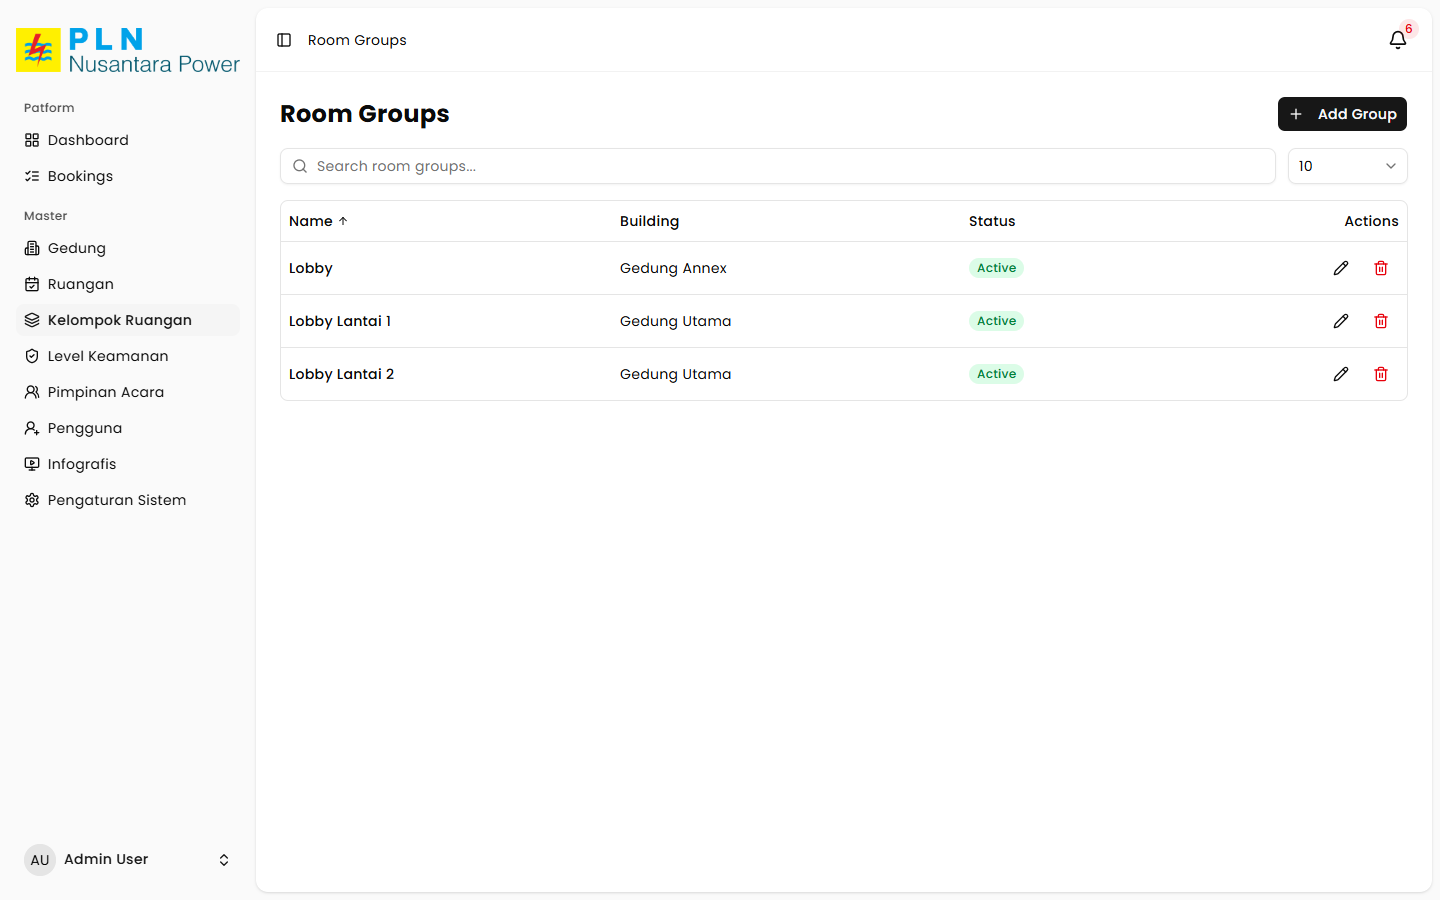 PLN
Nusantara Power
Patform
Dashboard
Bookings
Master
Gedung
Ruangan
Kelompok Ruangan
Level Keamanan
Pimpinan Acara
Pengguna
Infografis
Pengaturan Sistem
AU Admin User
Room Groups
6
Room Groups
Add Group
Search room groups...
10
Name Building Status Actions
Lobby Gedung Annex Active
Lobby Lantai 1 Gedung Utama Active
Lobby Lantai 2 Gedung Utama Active